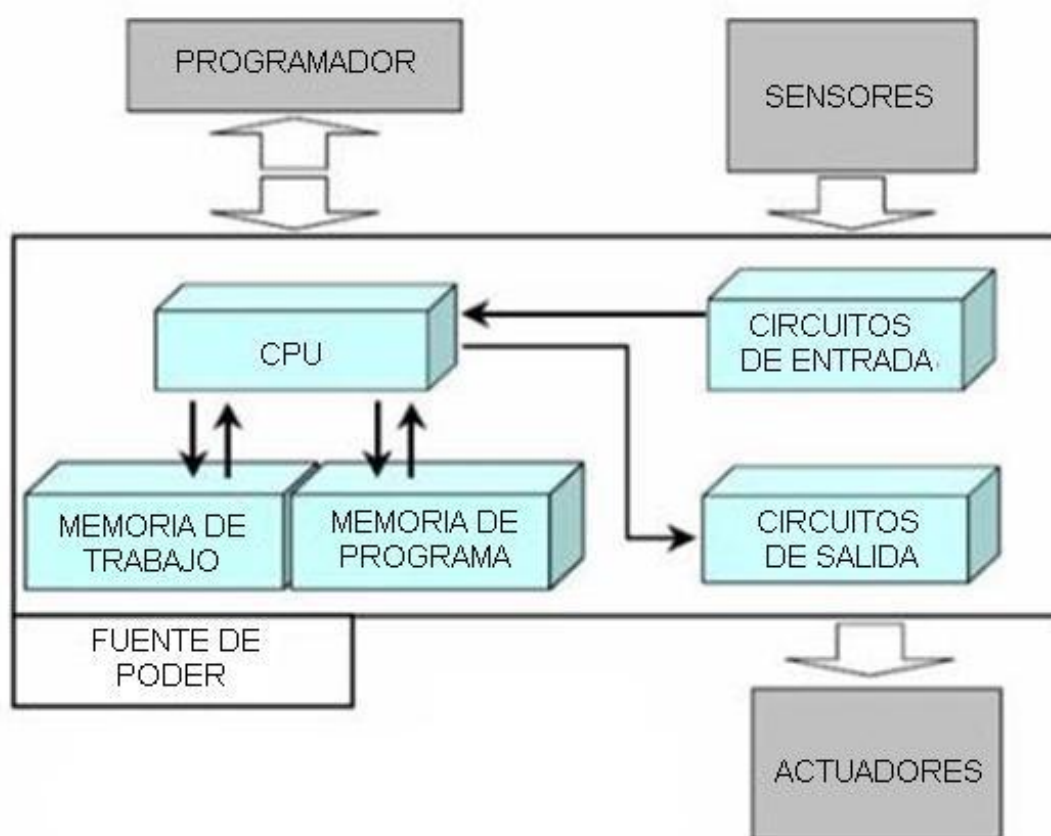 PROGRAMADOR
SENSORES
CPU
CIRCUITOS
DE ENTRADA
MEMORIA DE
TRABAJO
MEMORIA DE
PROGRAMA
CIRCUITOS
DE SALIDA
FUENTE DE
PODER
ACTUADORES